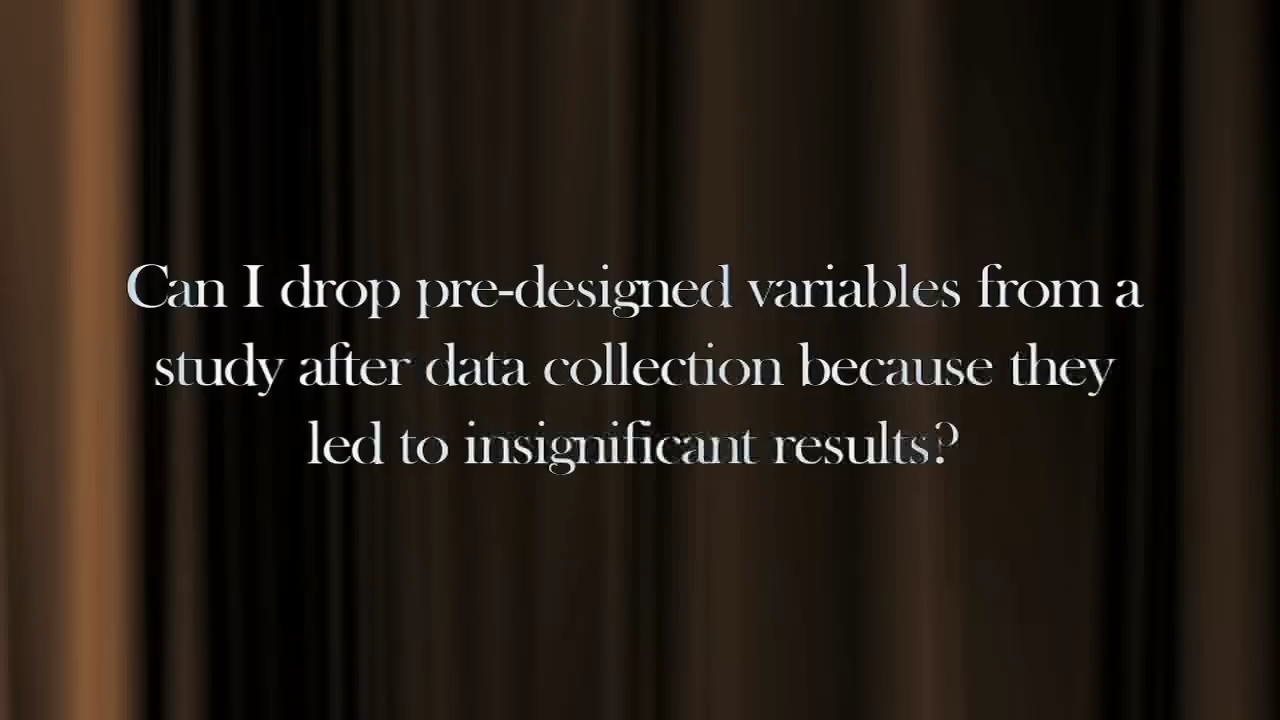 Can I drop pre-designed variables from a
study after data collection because they
led to insignificant results?